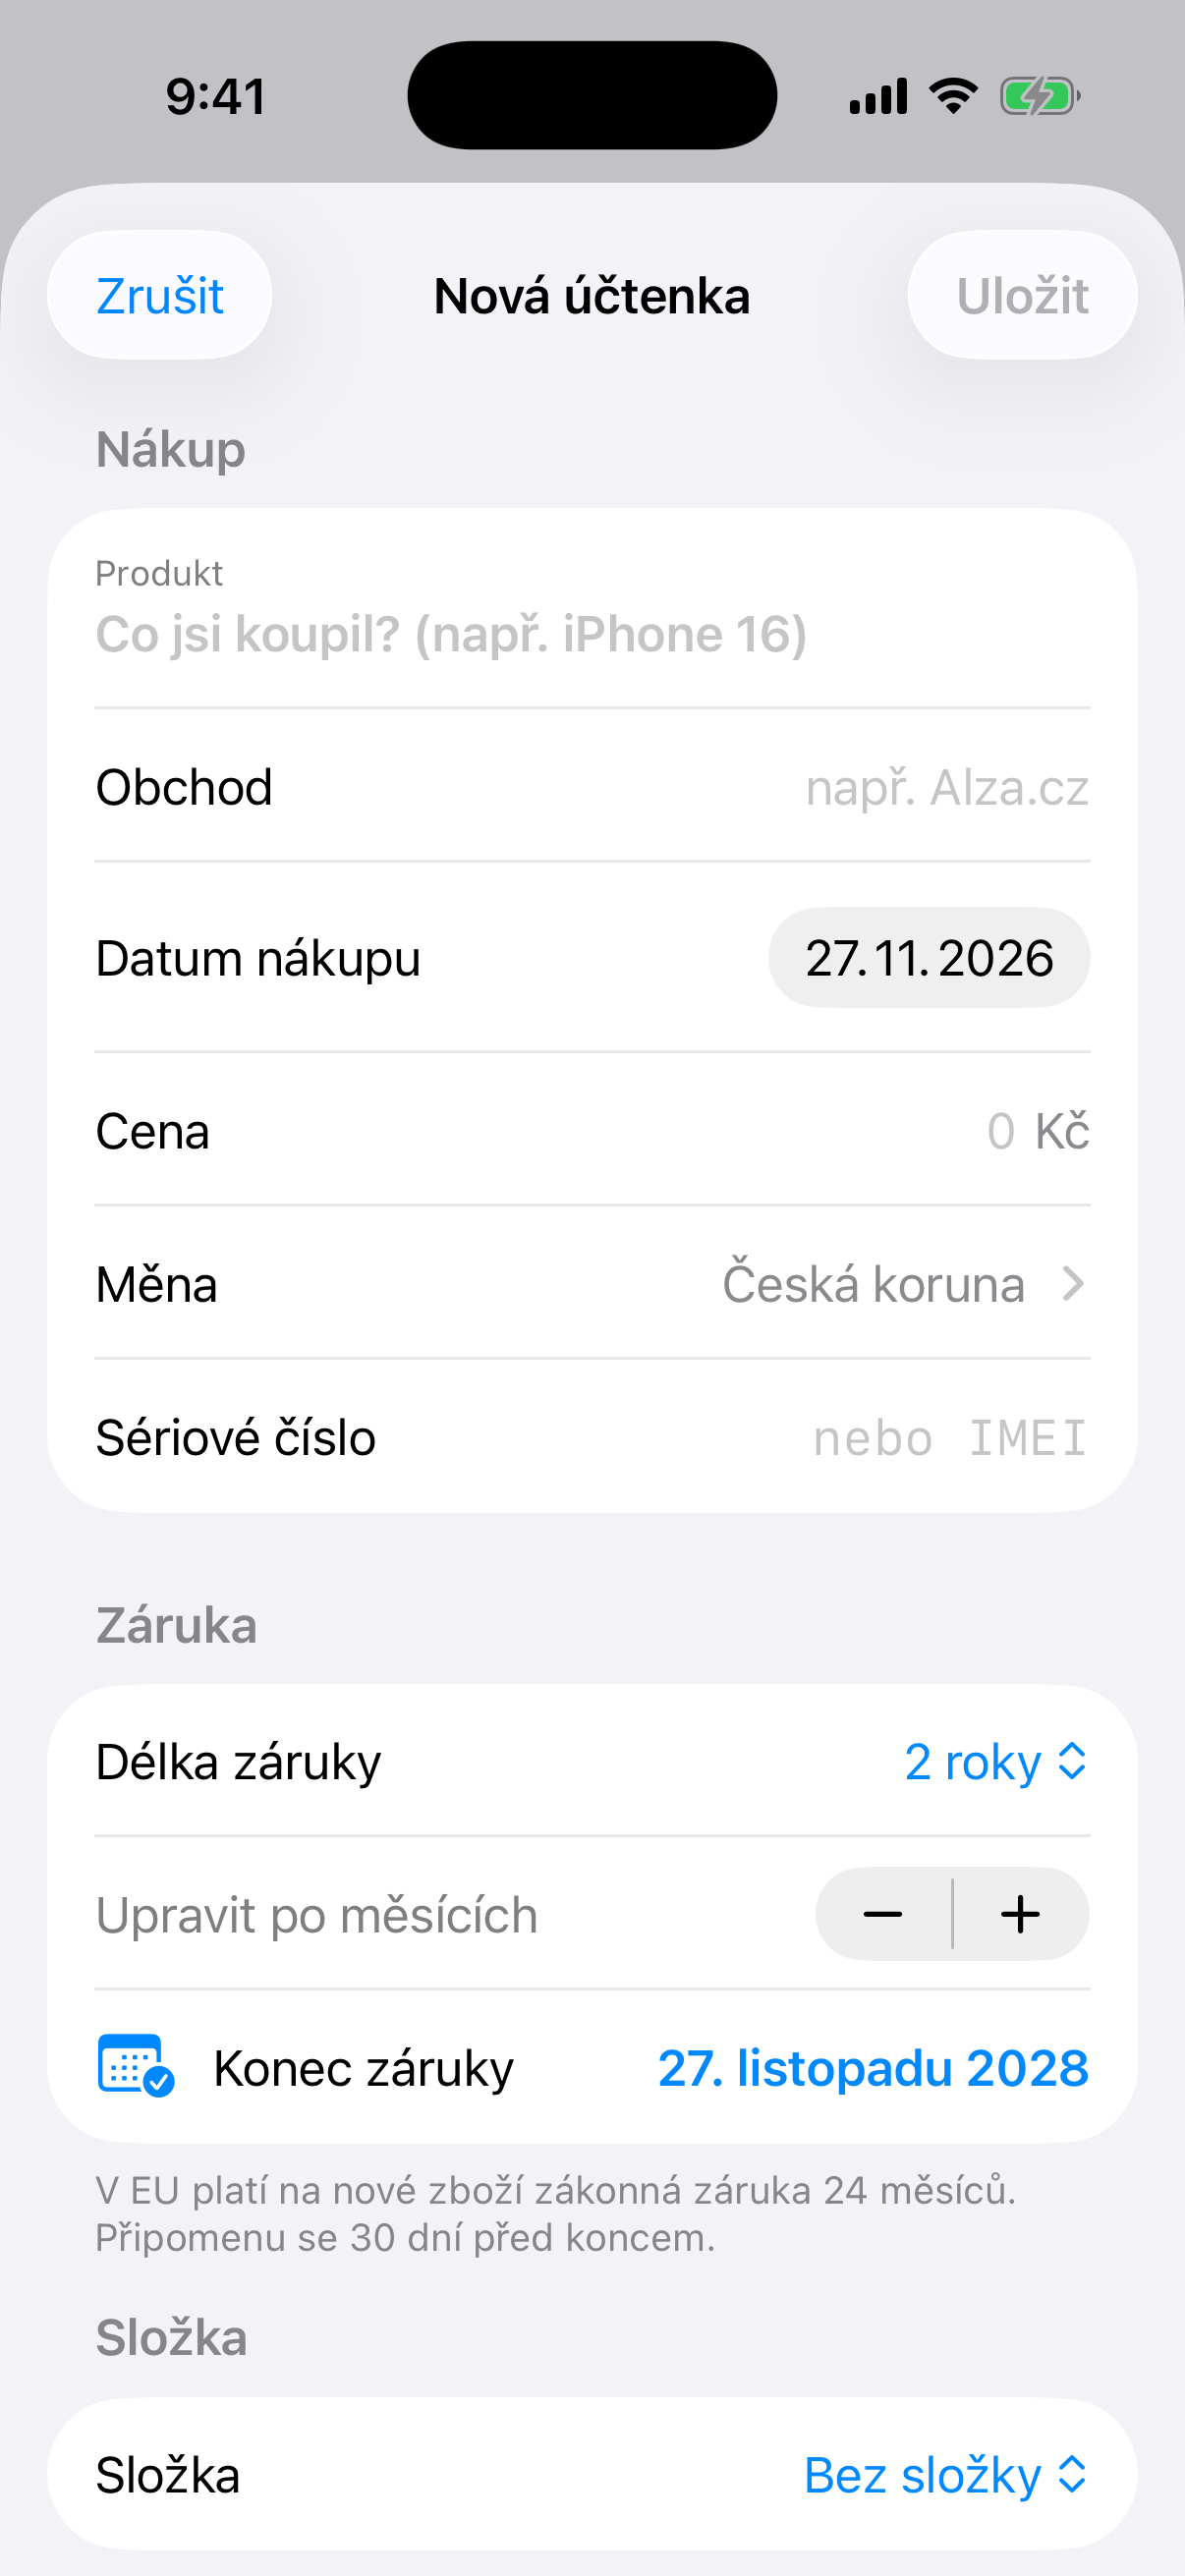 9:41
Zrušit
Nová účtenka
Uložit
Nákup
Produkt
Co jsi koupil? (např. iPhone 16)
Obchod
např. Alza.cz
Datum nákupu
27. 11. 2026
Cena
0 Kč
Měna
Česká koruna
Sériové číslo
nebo IMEI
Záruka
Délka záruky
2 roky
Upravit po měsících
Konec záruky
27. listopadu 2028
V EU platí na nové zboží zákonná záruka 24 měsíců.
Připomenu se 30 dní před koncem.
Složka
Složka
Bez složky